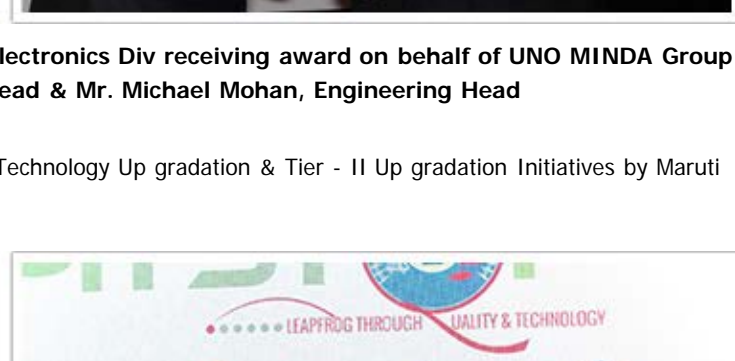 lectronics Div receiving award on behalf of UNO MINDA Group
ead & Mr. Michael Mohan, Engineering Head
Technology Up gradation & Tier - II Up gradation Initiatives by Maruti
LEAPFROG THROUGH UALITY & TECHNOLOGY